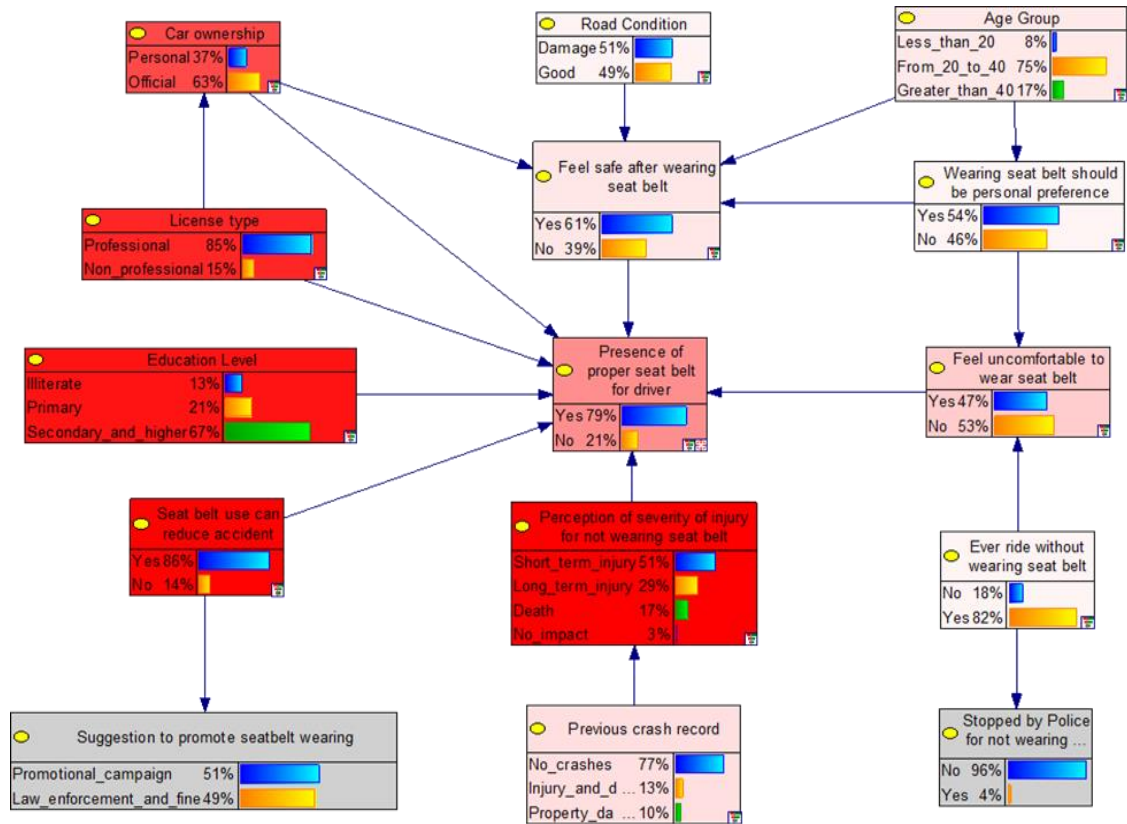 Car ownership
Personal 37%
Official 63%
Road Condition
Damage 51%
Good 49%
Age Group
Less_than_20 8%
From_20_to_40 75%
Greater_than_40 17%
Feel safe after wearing
seat belt
Yes 61%
No 39%
Wearing seat belt should
be personal preference
Yes 54%
No 46%
License type
Professional 85%
Non_professional 15%
Education Level
Illiterate 13%
Primary 21%
Secondary_and_higher 67%
Presence of
proper seat belt
for driver
Yes 79%
No 21%
Feel uncomfortable to
wear seat belt
Yes 47%
No 53%
Seat belt use can
reduce accident
Yes 86%
No 14%
Perception of severity of injury
for not wearing seat belt
Short_term_injury 51%
Long_term_injury 29%
Death 17%
No_impact 3%
Ever ride without
wearing seat belt
No 18%
Yes 82%
Suggestion to promote seatbelt wearing
Promotional_campaign 51%
Law_enforcement_and_fine 49%
Previous crash record
No_crashes 77%
Injury_and_d ... 13%
Property_da ... 10%
Stopped by Police
for not wearing ...
No 96%
Yes 4%